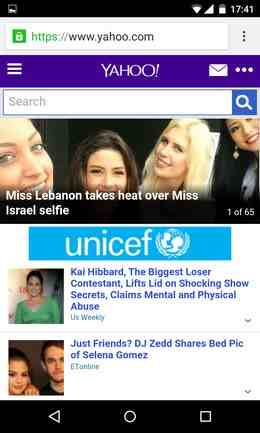 17:41
https://www.yahoo.com
YAHOO!
Search
Miss Lebanon takes heat over Miss
Israel selfie
1 of 65
unicef
Kai Hibbard, The Biggest Loser
Contestant, Lifts Lid on Shocking Show
Secrets, Claims Mental and Physical
Abuse
Us Weekly
Just Friends? DJ Zedd Shares Bed Pic
of Selena Gomez
ETonline